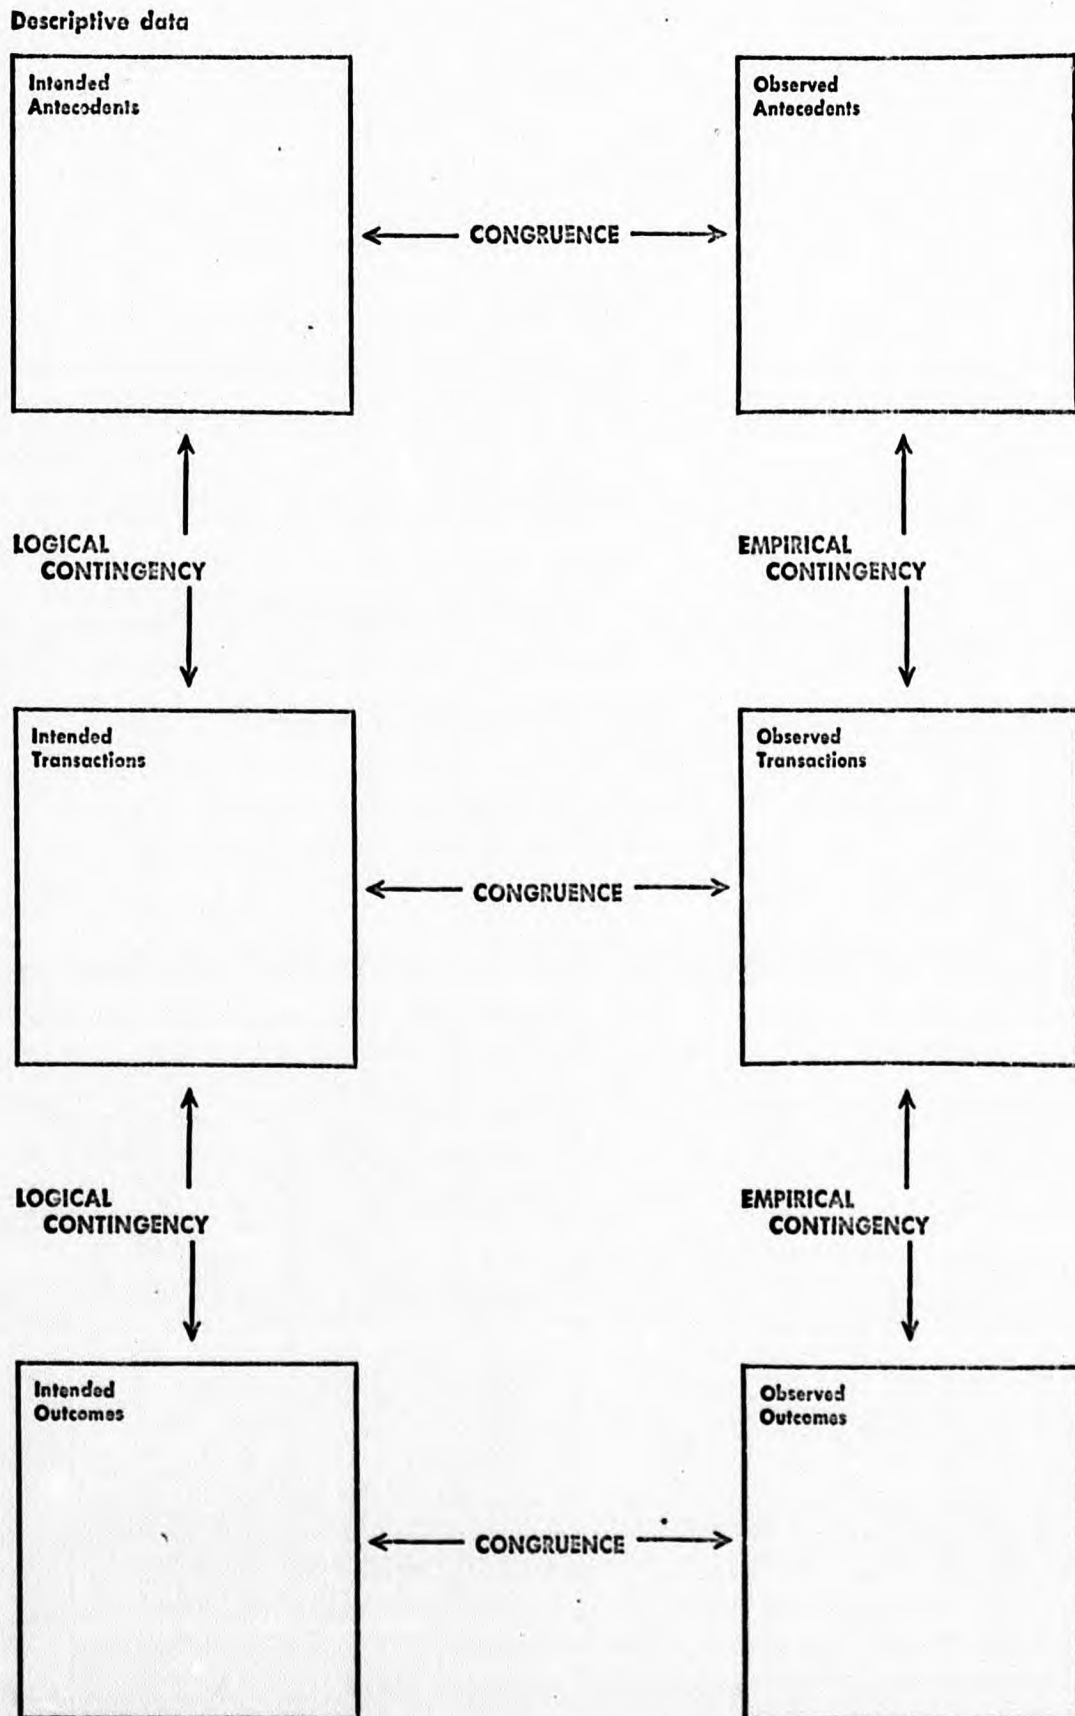 Descriptive data
Intended
Antecedents
Observed
Antecedents
CONGRUENCE
LOGICAL
CONTINGENCY
EMPIRICAL
CONTINGENCY
Intended
Transactions
Observed
Transactions
CONGRUENCE
LOGICAL
CONTINGENCY
EMPIRICAL
CONTINGENCY
Intended
Outcomes
Observed
Outcomes
CONGRUENCE